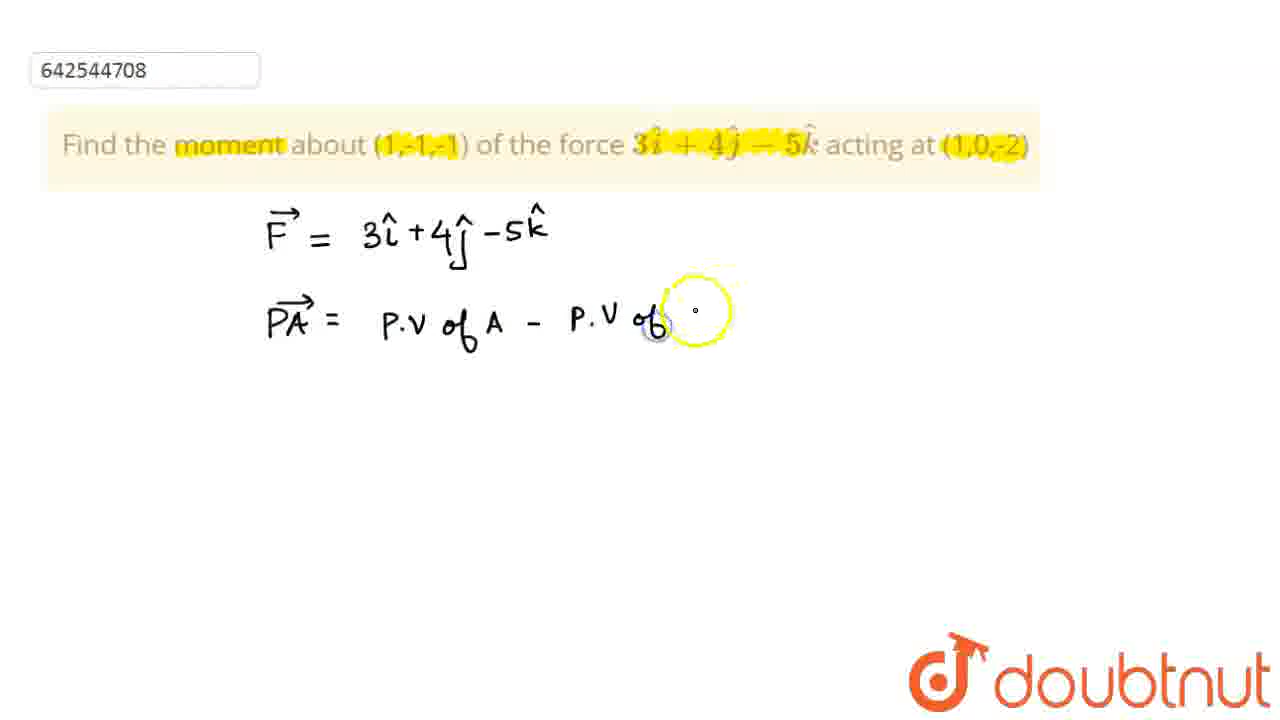 642544708
Find the moment about (1,-1,-1) of the force 3î + 4ĵ − 5k̂ acting at (1,0,-2)
F⃗ = 3î + 4ĵ - 5k̂
PA⃗ = P.V of A - P.V of
doubtnut